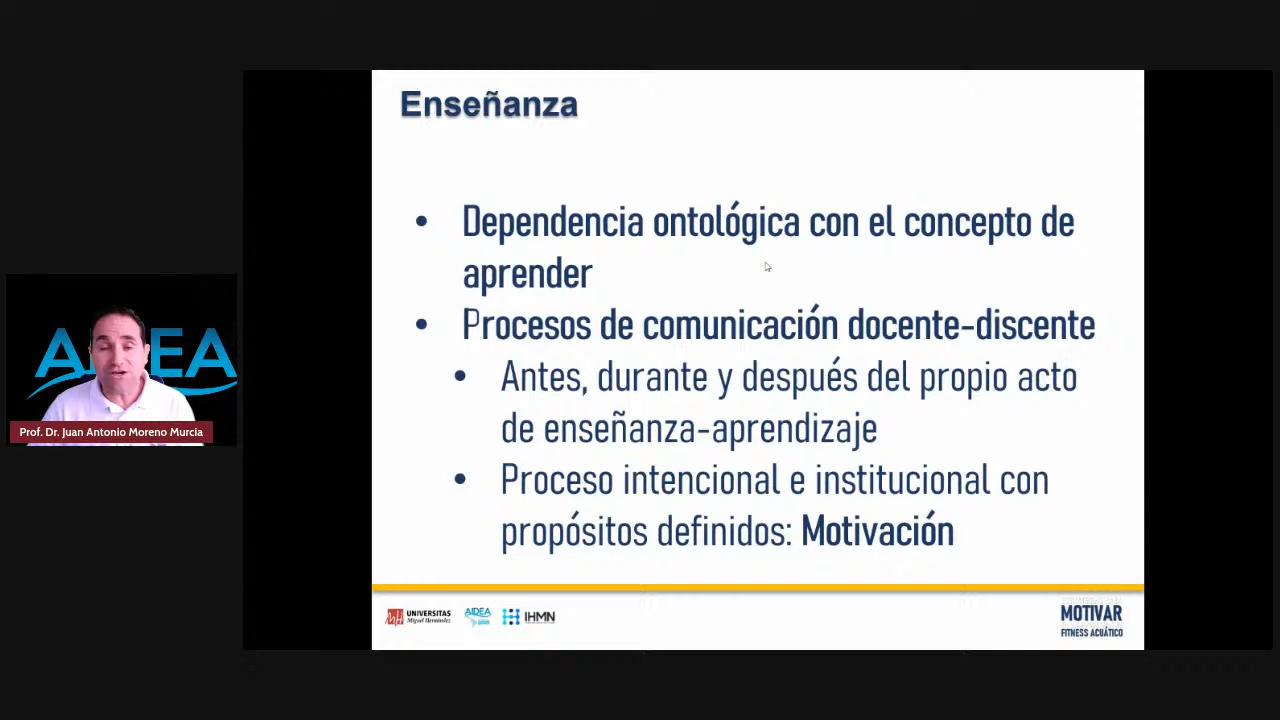 Enseñanza
• Dependencia ontológica con el concepto de
aprender
• Procesos de comunicación docente-discente
• Antes, durante y después del propio acto
de enseñanza-aprendizaje
• Proceso intencional e institucional con
propósitos definidos: Motivación
AIDEA
Prof. Dr. Juan Antonio Moreno Murcia
UNIVERSITAS
Miguel Hernández
AIDEA
IHMN
MOTIVAR
FITNESS ACUÁTICO